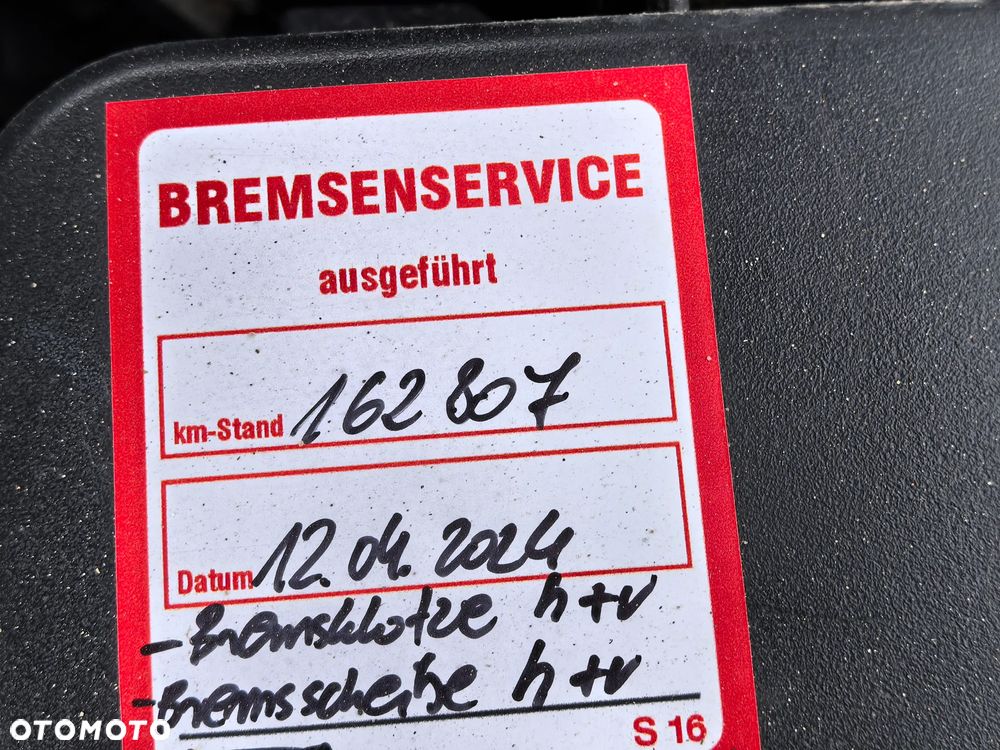 BREMSENSERVICE
ausgeführt
km-Stand 162 807
Datum 12.04.2024
- Bremsklotze h+v
- Bremsscheibe h+v
S 16
OTOMOTO